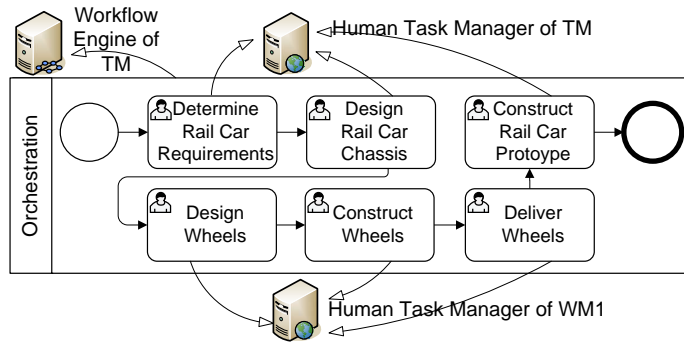 Workflow
Engine of
TM
Human Task Manager of TM
Orchestration
Determine
Rail Car
Requirements
Design
Rail Car
Chassis
Construct
Rail Car
Protoype
Design
Wheels
Construct
Wheels
Deliver
Wheels
Human Task Manager of WM1